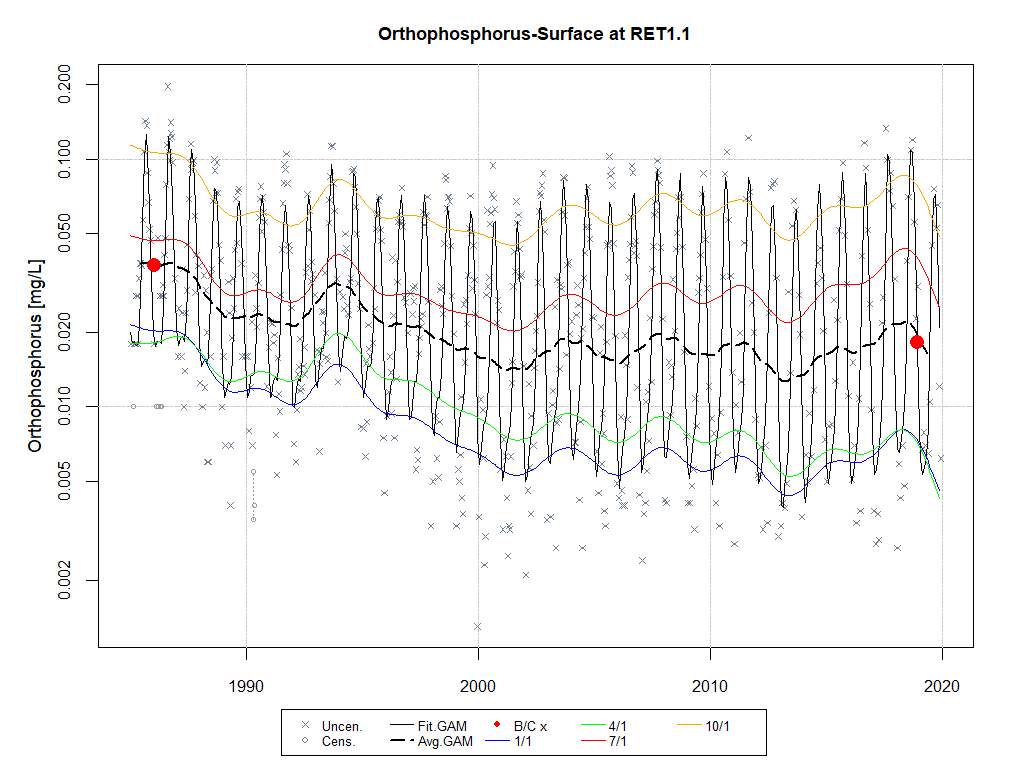 Orthophosphorus-Surface at RET1.1
Orthophosphorus [mg/L]
0.200
0.100
0.050
0.020
0.010
0.005
0.002
1990 2000 2010 2020
Uncen. Fit.GAM B/C x 4/1 10/1
Cens. Avg.GAM 1/1 7/1